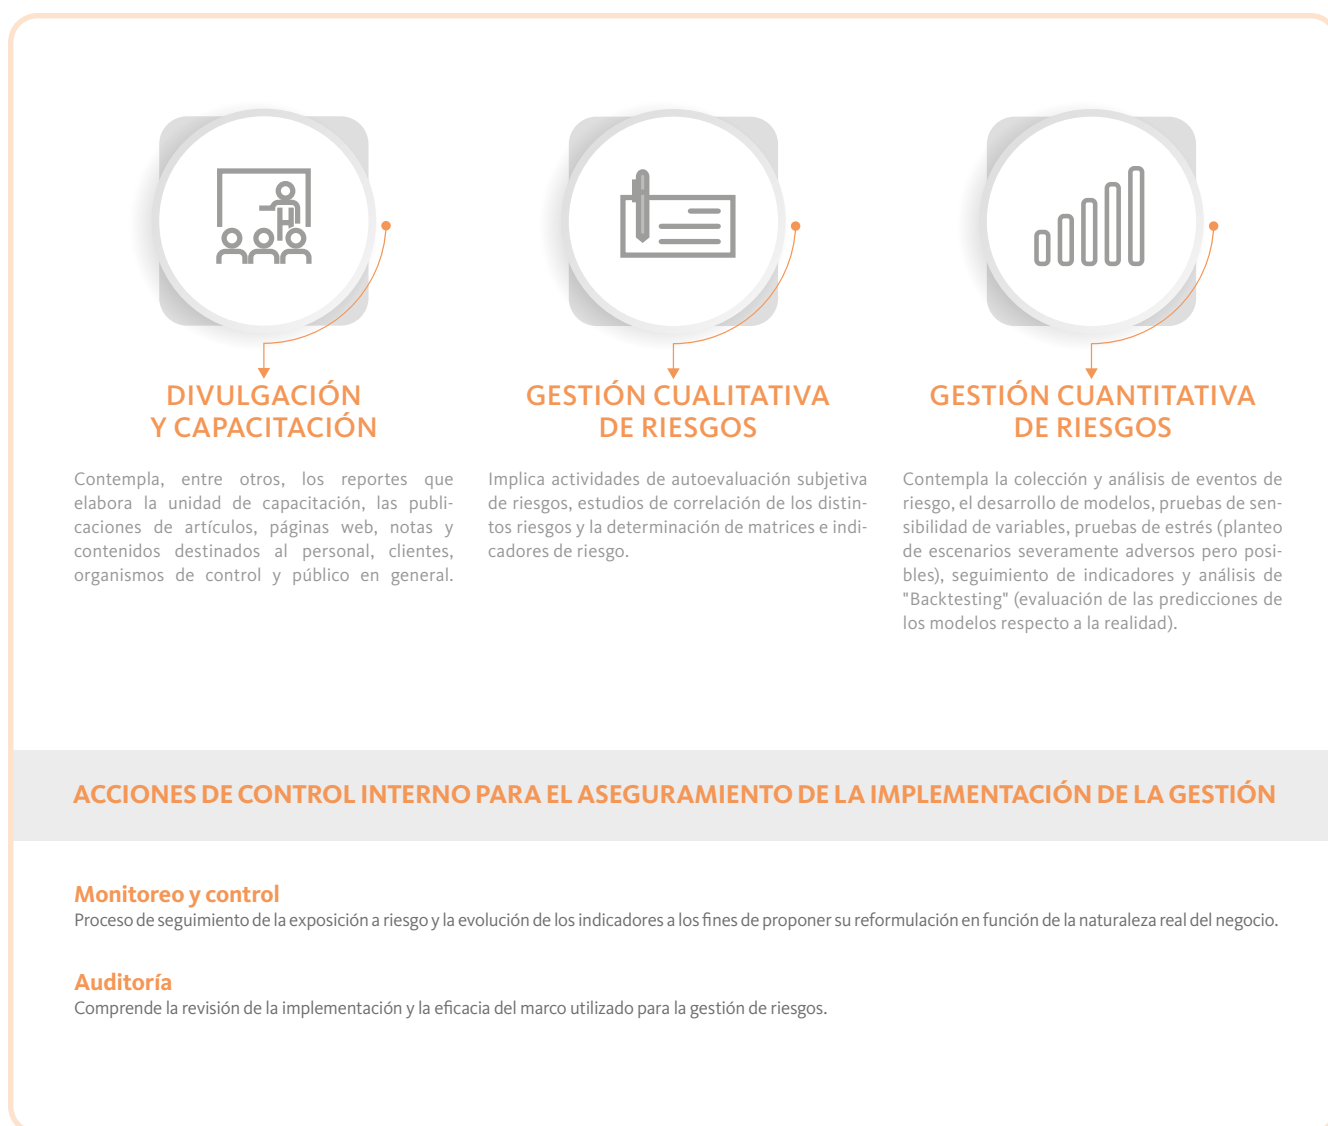 DIVULGACIÓN
Y CAPACITACIÓN
Contempla, entre otros, los reportes que
elabora la unidad de capacitación, las publi-
caciones de artículos, páginas web, notas y
contenidos destinados al personal, clientes,
organismos de control y público en general.
GESTIÓN CUALITATIVA
DE RIESGOS
Implica actividades de autoevaluación subjetiva
de riesgos, estudios de correlación de los distin-
tos riesgos y la determinación de matrices e indi-
cadores de riesgo.
GESTIÓN CUANTITATIVA
DE RIESGOS
Contempla la colección y análisis de eventos de
riesgo, el desarrollo de modelos, pruebas de sen-
sibilidad de variables, pruebas de estrés (planteo
de escenarios severamente adversos pero posi-
bles), seguimiento de indicadores y análisis de
"Backtesting" (evaluación de las predicciones de
los modelos respecto a la realidad).
ACCIONES DE CONTROL INTERNO PARA EL ASEGURAMIENTO DE LA IMPLEMENTACIÓN DE LA GESTIÓN
Monitoreo y control
Proceso de seguimiento de la exposición a riesgo y la evolución de los indicadores a los fines de proponer su reformulación en función de la naturaleza real del negocio.
Auditoría
Comprende la revisión de la implementación y la eficacia del marco utilizado para la gestión de riesgos.